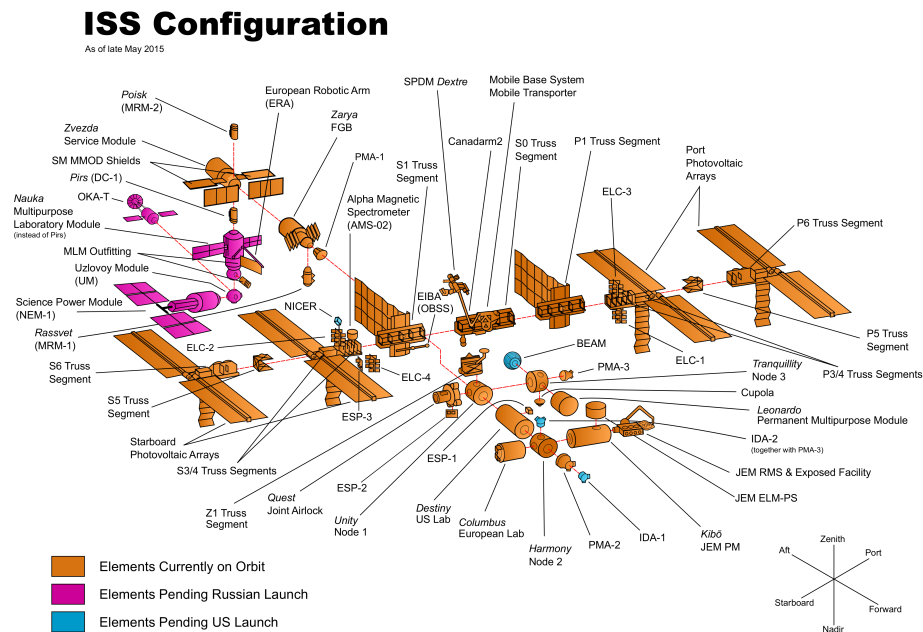 ISS Configuration
As of late May 2015
Poisk
(MRM-2)
European Robotic Arm
(ERA)
SPDM Dextre
Mobile Base System
Mobile Transporter
Zvezda
Service Module
Zarya
FGB
Canadarm2
S0 Truss
Segment
P1 Truss Segment
Port
Photovoltaic
Arrays
SM MMOD Shields
PMA-1
S1 Truss
Segment
Pirs (DC-1)
OKA-T
Alpha Magnetic
Spectrometer
(AMS-02)
ELC-3
Nauka
Multipurpose
Laboratory Module
(instead of Pirs)
P6 Truss Segment
MLM Outfitting
Uzlovoy Module
(UM)
Science Power Module
(NEM-1)
NICER
EIBA
(OBSS)
Rassvet
(MRM-1)
ELC-2
BEAM
ELC-1
P5 Truss
Segment
S6 Truss
Segment
ELC-4
PMA-3
Tranquillity
Node 3
P3/4 Truss Segments
Cupola
S5 Truss
Segment
ESP-3
Leonardo
Permanent Multipurpose Module
Starboard
Photovoltaic Arrays
IDA-2
(together with PMA-3)
S3/4 Truss Segments
ESP-1
JEM RMS & Exposed Facility
ESP-2
Quest
Joint Airlock
JEM ELM-PS
Z1 Truss
Segment
Unity
Node 1
Destiny
US Lab
Columbus
European Lab
Harmony
Node 2
PMA-2
IDA-1
Kibō
JEM PM
Elements Currently on Orbit
Elements Pending Russian Launch
Elements Pending US Launch
Zenith
Aft
Port
Starboard
Forward
Nadir